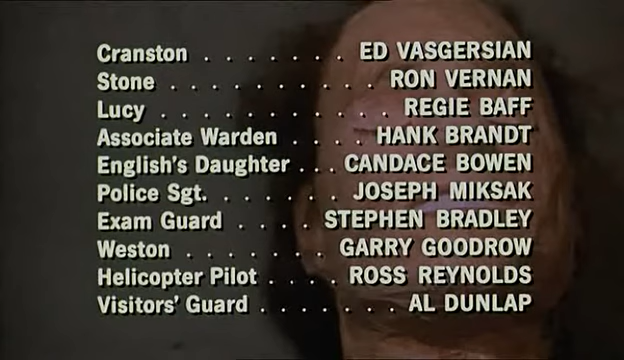 Cranston . . . . . . . ED VASGERSIAN
Stone . . . . . . . . . RON VERNAN
Lucy . . . . . . . . . . . REGIE BAFF
Associate Warden . . . . HANK BRANDT
English's Daughter . . . CANDACE BOWEN
Police Sgt. . . . . . . JOSEPH MIKSAK
Exam Guard . . . . STEPHEN BRADLEY
Weston . . . . . . . GARRY GOODROW
Helicopter Pilot . . . . ROSS REYNOLDS
Visitors' Guard . . . . . . . AL DUNLAP